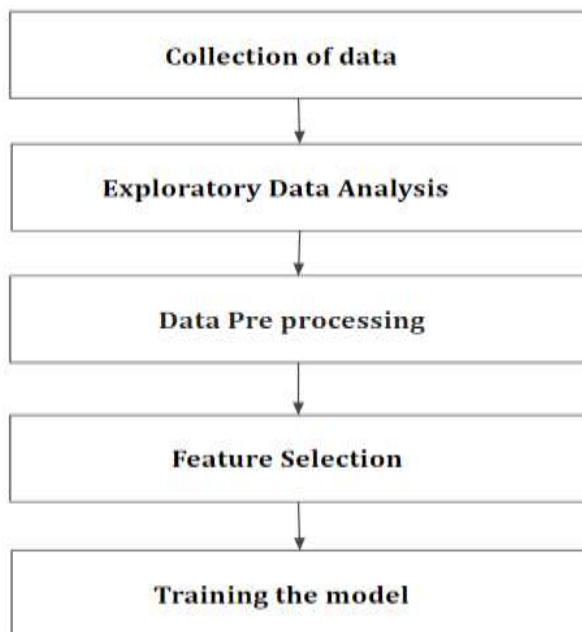 Collection of data
Exploratory Data Analysis
Data Pre processing
Feature Selection
Training the model